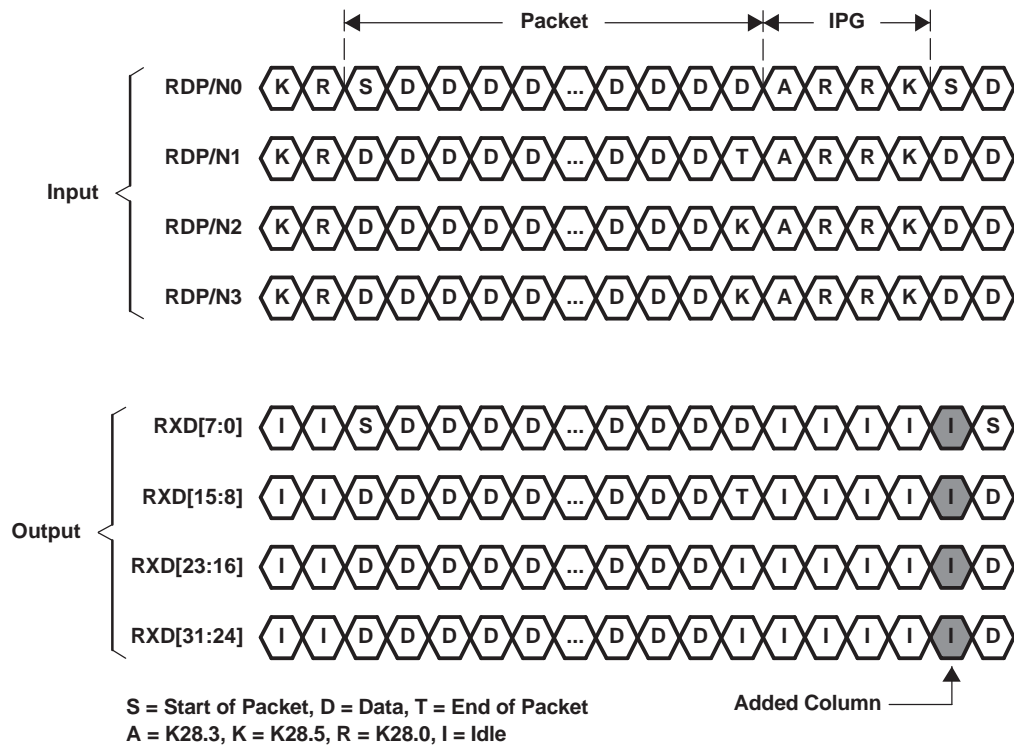 Packet IPG
RDP/N0 K R S D D D D ... D D D D A R R K S D
RDP/N1 K R D D D D D ... D D D T A R R K D D
Input
RDP/N2 K R D D D D D ... D D D K A R R K D D
RDP/N3 K R D D D D D ... D D D K A R R K D D
RXD[7:0] I I S D D D D ... D D D D I I I I I S
RXD[15:8] I I D D D D D ... D D D T I I I I I D
Output
RXD[23:16] I I D D D D D ... D D D I I I I I I D
RXD[31:24] I I D D D D D ... D D D I I I I I I D
S = Start of Packet, D = Data, T = End of Packet
Added Column
A = K28.3, K = K28.5, R = K28.0, I = Idle